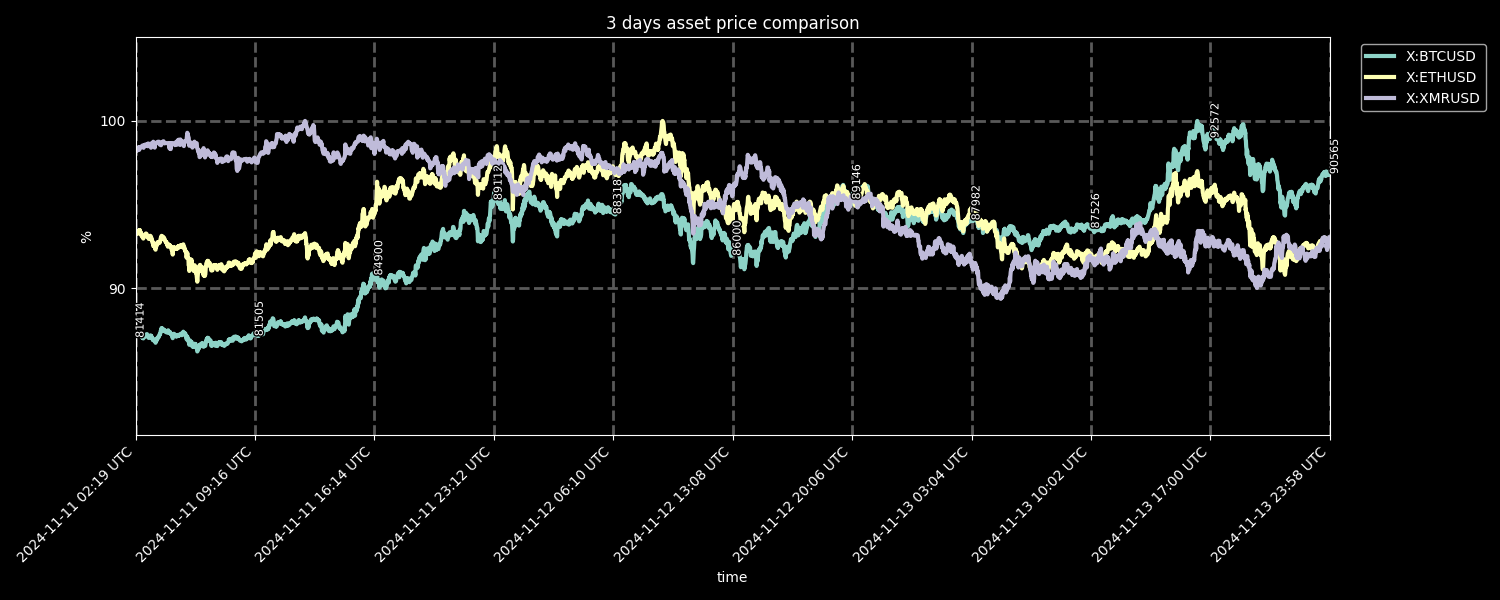 3 days asset price comparison
X:BTCUSD
X:ETHUSD
X:XMRUSD
100
90
%
81414
81505
84900
89112
88318
86000
89146
87982
87526
92572
90565
2024-11-11 02:19 UTC
2024-11-11 09:16 UTC
2024-11-11 16:14 UTC
2024-11-11 23:12 UTC
2024-11-12 06:10 UTC
2024-11-12 13:08 UTC
2024-11-12 20:06 UTC
2024-11-13 03:04 UTC
2024-11-13 10:02 UTC
2024-11-13 17:00 UTC
2024-11-13 23:58 UTC
time